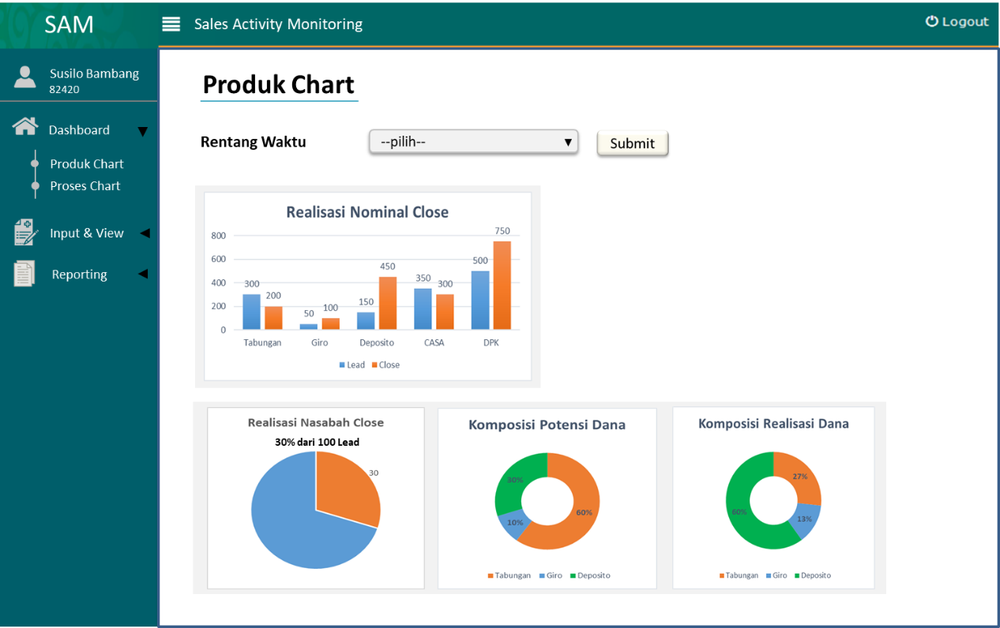 SAM
Sales Activity Monitoring
Logout
Susilo Bambang
82420
Dashboard
Produk Chart
Proses Chart
Input & View
Reporting
Produk Chart
Rentang Waktu
--pilih--
Submit
Realisasi Nominal Close
800
600
400
200
0
300
200
50
100
150
450
350
300
500
750
Tabungan Giro Deposito CASA DPK
Lead Close
Realisasi Nasabah Close
30% dari 100 Lead
30
Komposisi Potensi Dana
30%
60%
10%
Tabungan Giro Deposito
Komposisi Realisasi Dana
27%
60%
13%
Tabungan Giro Deposito